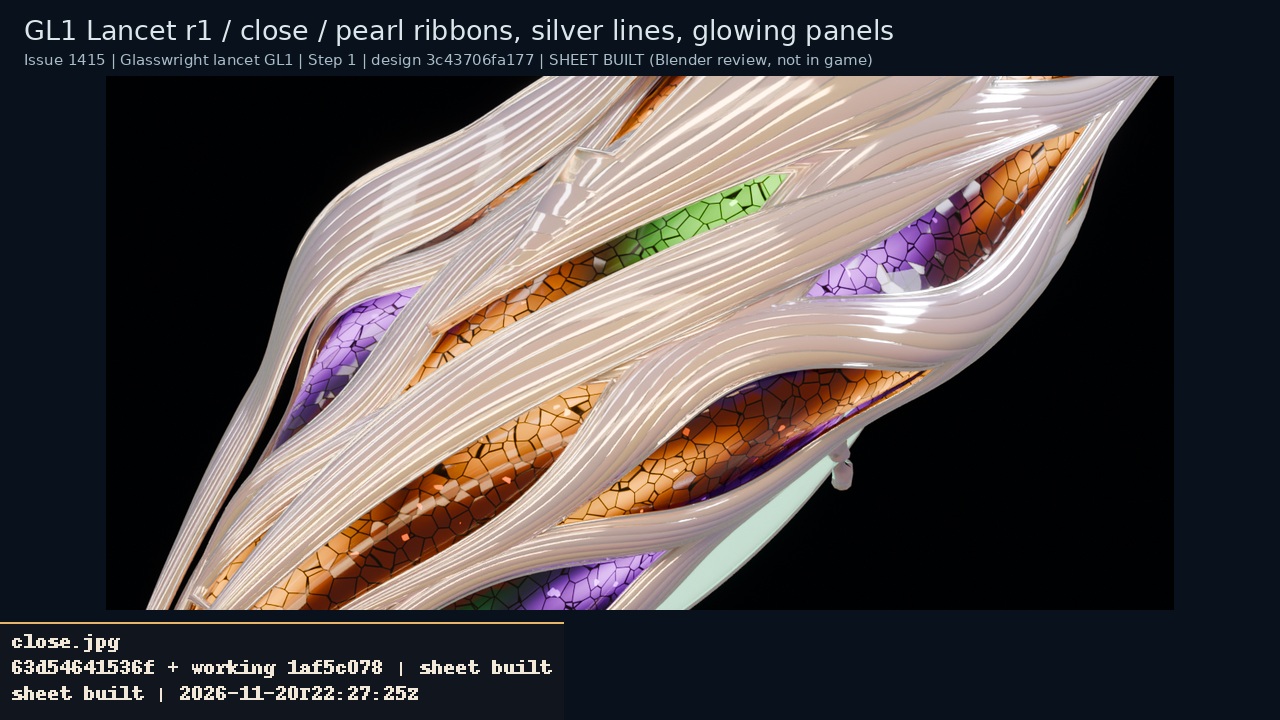 GL1 Lancet r1 / close / pearl ribbons, silver lines, glowing panels
Issue 1415 | Glasswright lancet GL1 | Step 1 | design 3c43706fa177 | SHEET BUILT (Blender review, not in game)
close.jpg
63d54641536f + working 1af5c078 | sheet built
sheet built | 2026-11-20T22:27:25Z